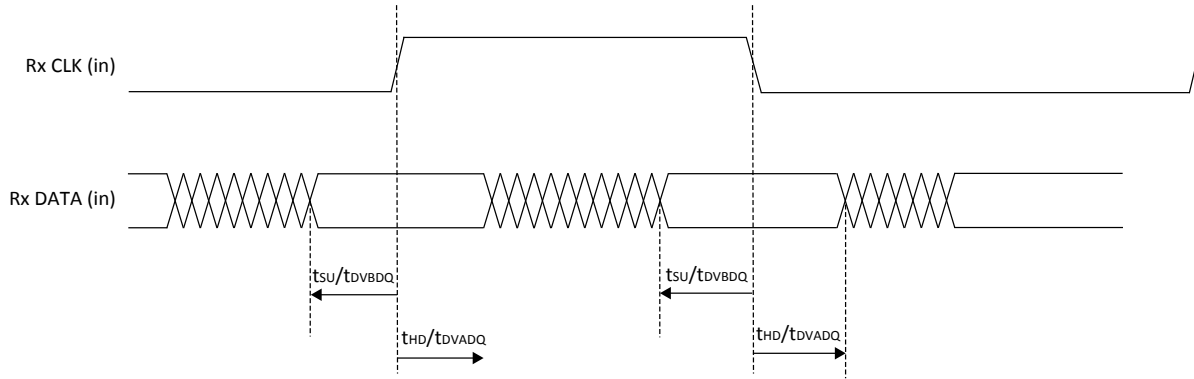 Rx CLK (in)
Rx DATA (in)
tSU/tDVBDQ
tSU/tDVBDQ
tHD/tDVADQ
tHD/tDVADQ